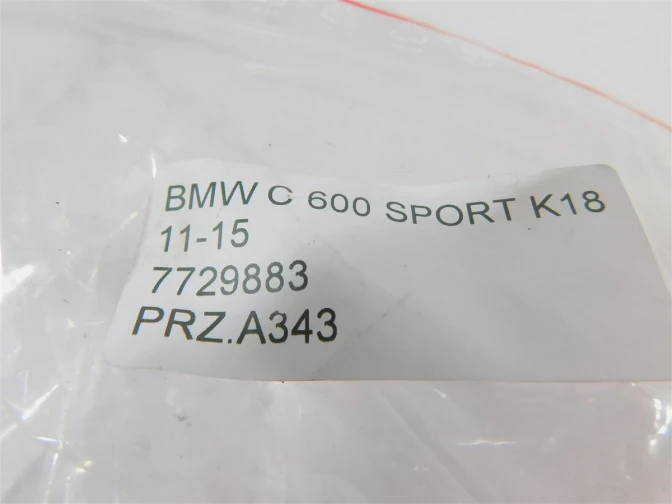 BMW C 600 SPORT K18
11-15
7729883
PRZ.A343